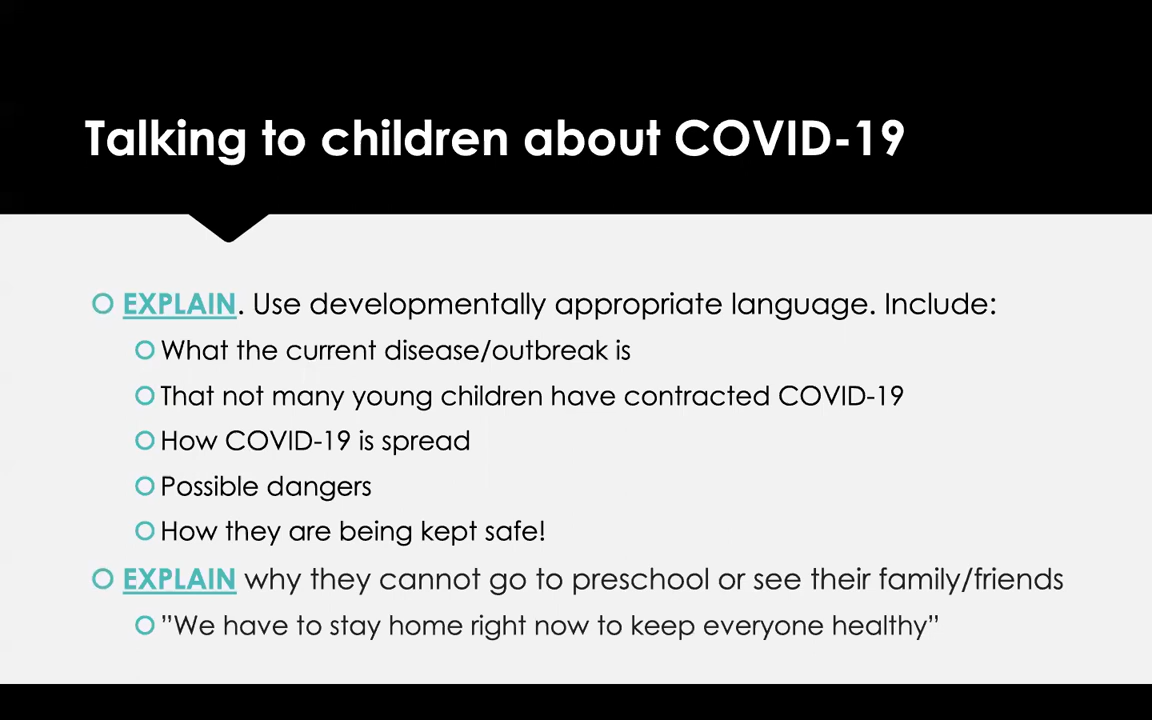 Talking to children about COVID-19
EXPLAIN. Use developmentally appropriate language. Include:
What the current disease/outbreak is
That not many young children have contracted COVID-19
How COVID-19 is spread
Possible dangers
How they are being kept safe!
EXPLAIN why they cannot go to preschool or see their family/friends
”We have to stay home right now to keep everyone healthy”